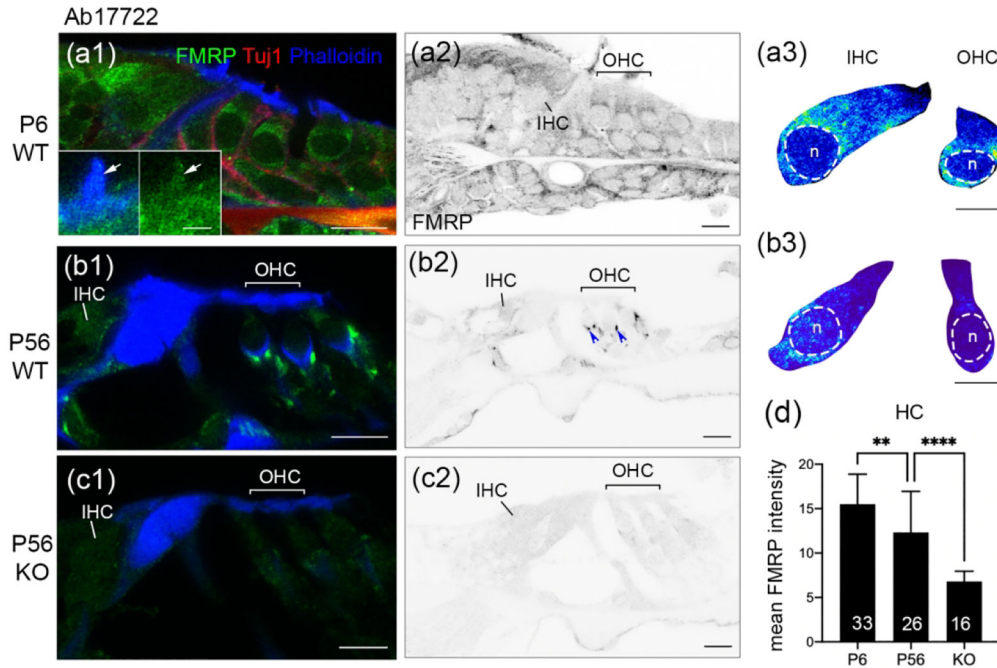 Ab17722
(a1) FMRP Tuj1 Phalloidin
P6
WT
(a2) OHC
IHC
FMRP
(a3)
IHC OHC
n n
(b1) OHC
IHC
P56
WT
(b2) OHC
IHC
(b3)
n n
(c1) OHC
IHC
P56
KO
(c2) OHC
IHC
(d) HC
** ****
mean FMRP intensity
20
15
10
5
0
33 26 16
P6 P56 KO